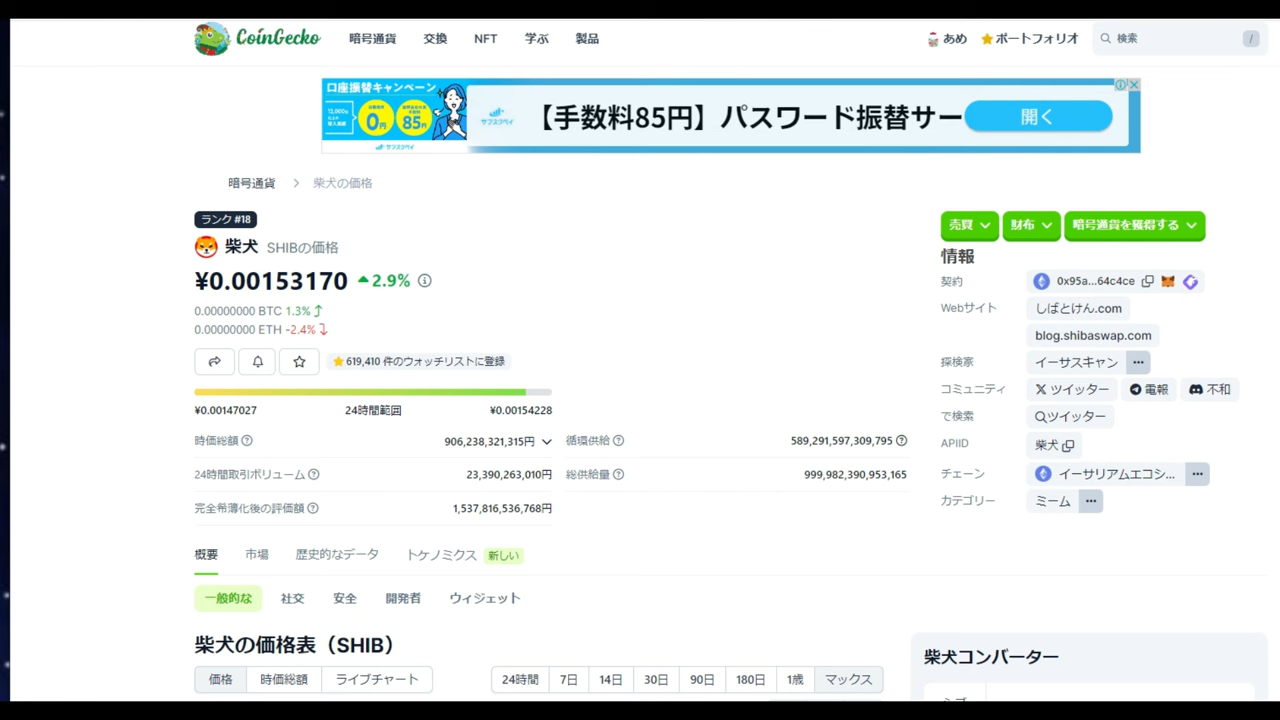 CoinGecko 暗号通貨 交換 NFT 学ぶ 製品 あめ ポートフォリオ 検索 /
口座振替キャンペーン
0円 85円
【手数料85円】パスワード振替サー 開く
暗号通貨 > 柴犬の価格
ランク #18
柴犬 SHIBの価格
¥0.00153170 2.9%
0.00000000 BTC 1.3%
0.00000000 ETH -2.4%
619,410 件のウォッチリストに登録
¥0.00147027 24時間範囲 ¥0.00154228
時価総額 906,238,321,315円
循環供給 589,291,597,309,795
24時間取引ボリューム 23,390,263,010円
総供給量 999,982,390,953,165
完全希薄化後の評価額 1,537,816,536,768円
売買 財布 暗号通貨を獲得する
情報
契約 0x95a...64c4ce
Webサイト しばとけん.com
blog.shibaswap.com
探検家 イーサスキャン ...
コミュニティ ツイッター 電報 不和
で検索 ツイッター
APIID 柴犬
チェーン イーサリアムエコシ... ...
カテゴリー ミーム ...
概要 市場 歴史的なデータ トケノミクス 新しい
一般的な 社交 安全 開発者 ウィジェット
柴犬の価格表（SHIB）
価格 時価総額 ライブチャート 24時間 7日 14日 30日 90日 180日 1歳 マックス
柴犬コンバーター